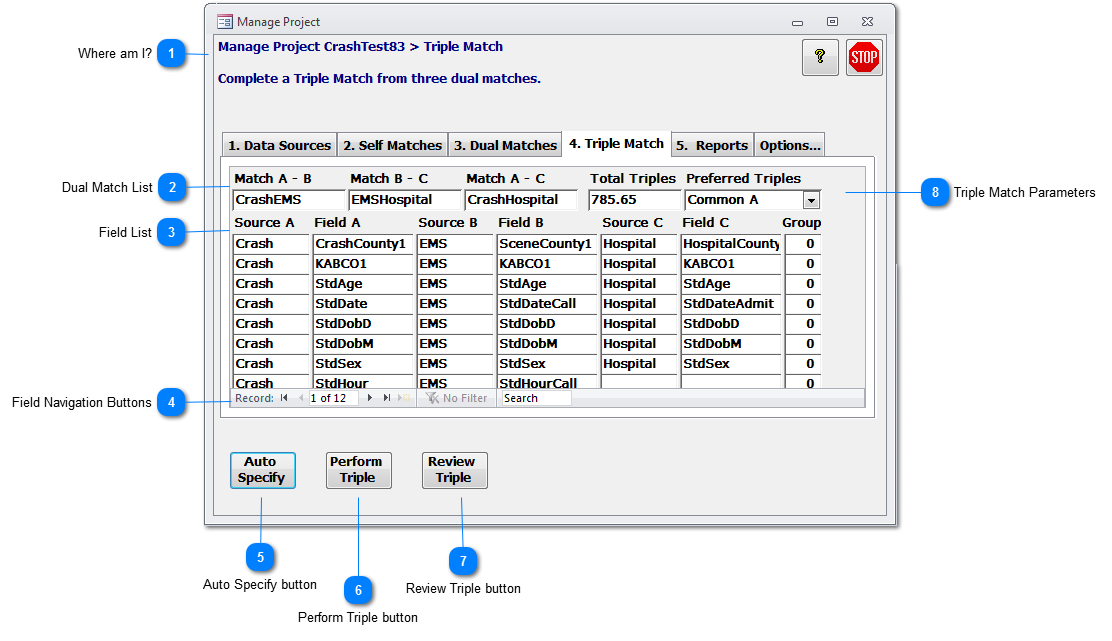 Manage Project
Where am I? 1
Manage Project CrashTest83 > Triple Match
? STOP
Complete a Triple Match from three dual matches.
1. Data Sources 2. Self Matches 3. Dual Matches 4. Triple Match 5. Reports Options...
Dual Match List 2
Match A - B Match B - C Match A - C Total Triples Preferred Triples
8 Triple Match Parameters
CrashEMS EMSHospital CrashHospital 785.65 Common A
Field List 3
Source A Field A Source B Field B Source C Field C Group
Crash CrashCounty1 EMS SceneCounty1 Hospital HospitalCounty 0
Crash KABCO1 EMS KABCO1 Hospital KABCO1 0
Crash StdAge EMS StdAge Hospital StdAge 0
Crash StdDate EMS StdDateCall Hospital StdDateAdmit 0
Crash StdDobD EMS StdDobD Hospital StdDobD 0
Crash StdDobM EMS StdDobM Hospital StdDobM 0
Crash StdSex EMS StdSex Hospital StdSex 0
Crash StdHour EMS StdHourCall 0
Field Navigation Buttons 4
Record: 1 of 12 No Filter Search
Auto Specify
Perform Triple
Review Triple
5
Auto Specify button
6
Perform Triple button
7
Review Triple button